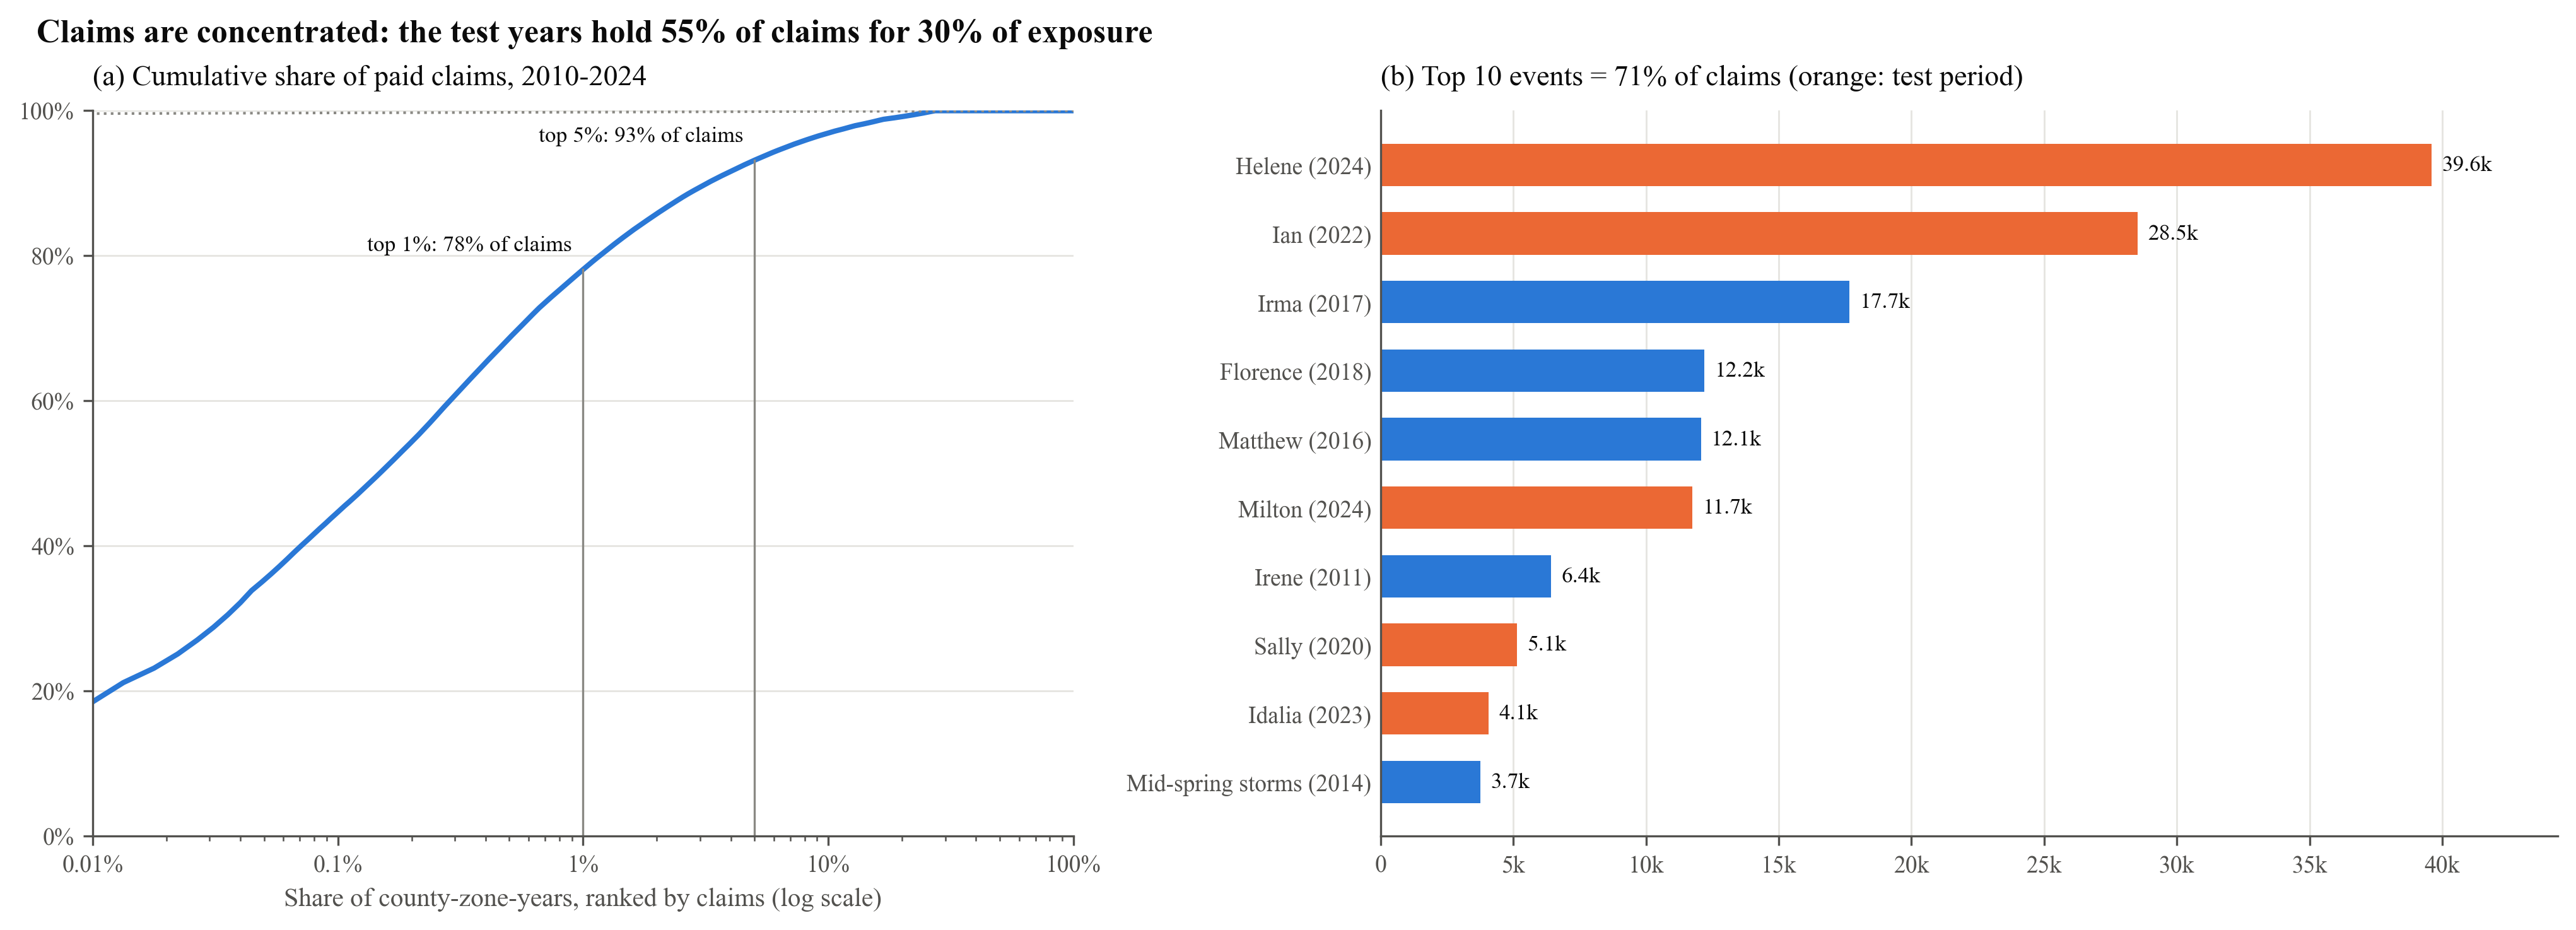 Claims are concentrated: the test years hold 55% of claims for 30% of exposure
(a) Cumulative share of paid claims, 2010-2024
100%
80%
60%
40%
20%
0%
top 5%: 93% of claims
top 1%: 78% of claims
0.01%
0.1%
1%
10%
100%
Share of county-zone-years, ranked by claims (log scale)
(b) Top 10 events = 71% of claims (orange: test period)
Helene (2024)
39.6k
Ian (2022)
28.5k
Irma (2017)
17.7k
Florence (2018)
12.2k
Matthew (2016)
12.1k
Milton (2024)
11.7k
Irene (2011)
6.4k
Sally (2020)
5.1k
Idalia (2023)
4.1k
Mid-spring storms (2014)
3.7k
0
5k
10k
15k
20k
25k
30k
35k
40k